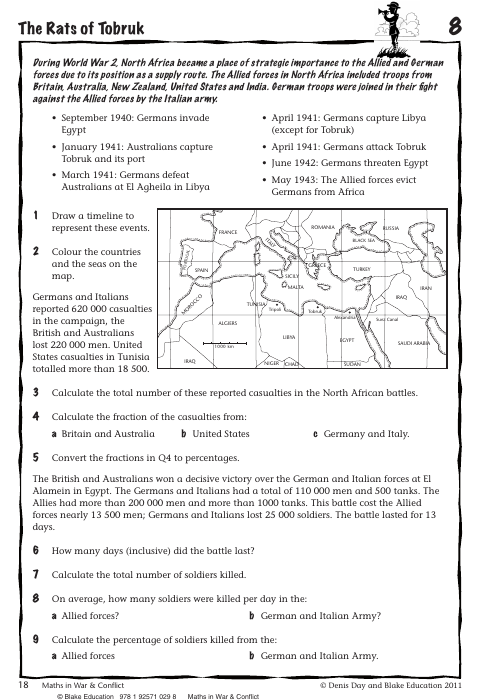 The Rats of Tobruk
8
During World War 2, North Africa became a place of strategic importance to the Allied and German
forces due to its position as a supply route. The Allied forces in North Africa included troops from
Britain, Australia, New Zealand, United States and India. German troops were joined in their fight
against the Allied forces by the Italian army.
• September 1940: Germans invade
Egypt
• January 1941: Australians capture
Tobruk and its port
• March 1941: Germans defeat
Australians at El Agheila in Libya
• April 1941: Germans capture Libya
(except for Tobruk)
• April 1941: Germans attack Tobruk
• June 1942: Germans threaten Egypt
• May 1943: The Allied forces evict
Germans from Africa
1 Draw a timeline to
represent these events.
2 Colour the countries
and the seas on the
map.
Germans and Italians
reported 620 000 casualties
in the campaign, the
British and Australians
lost 220 000 men. United
States casualties in Tunisia
totalled more than 18 500.
FRANCE
ROMANIA
RUSSIA
BLACK SEA
ITALY
PORTUGAL
SPAIN
GREECE
TURKEY
SICILY
MALTA
IRAN
IRAQ
MOROCCO
TUNISIA
Tripoli
Tobruk
Alexandria
Suez Canal
ALGIERS
LIBYA
EGYPT
SAUDI ARABIA
1000 km
IRAQ
NIGER
CHAD
SUDAN
3 Calculate the total number of these reported casualties in the North African battles.
4 Calculate the fraction of the casualties from:
a Britain and Australia b United States c Germany and Italy.
5 Convert the fractions in Q4 to percentages.
The British and Australians won a decisive victory over the German and Italian forces at El
Alamein in Egypt. The Germans and Italians had a total of 110 000 men and 500 tanks. The
Allies had more than 200 000 men and more than 1000 tanks. This battle cost the Allied
forces nearly 13 500 men; Germans and Italians lost 25 000 soldiers. The battle lasted for 13
days.
6 How many days (inclusive) did the battle last?
7 Calculate the total number of soldiers killed.
8 On average, how many soldiers were killed per day in the:
a Allied forces? b German and Italian Army?
9 Calculate the percentage of soldiers killed from the:
a Allied forces b German and Italian Army.
18 Maths in War & Conflict © Denis Day and Blake Education 2011
© Blake Education 978 1 92571 029 8 Maths in War & Conflict